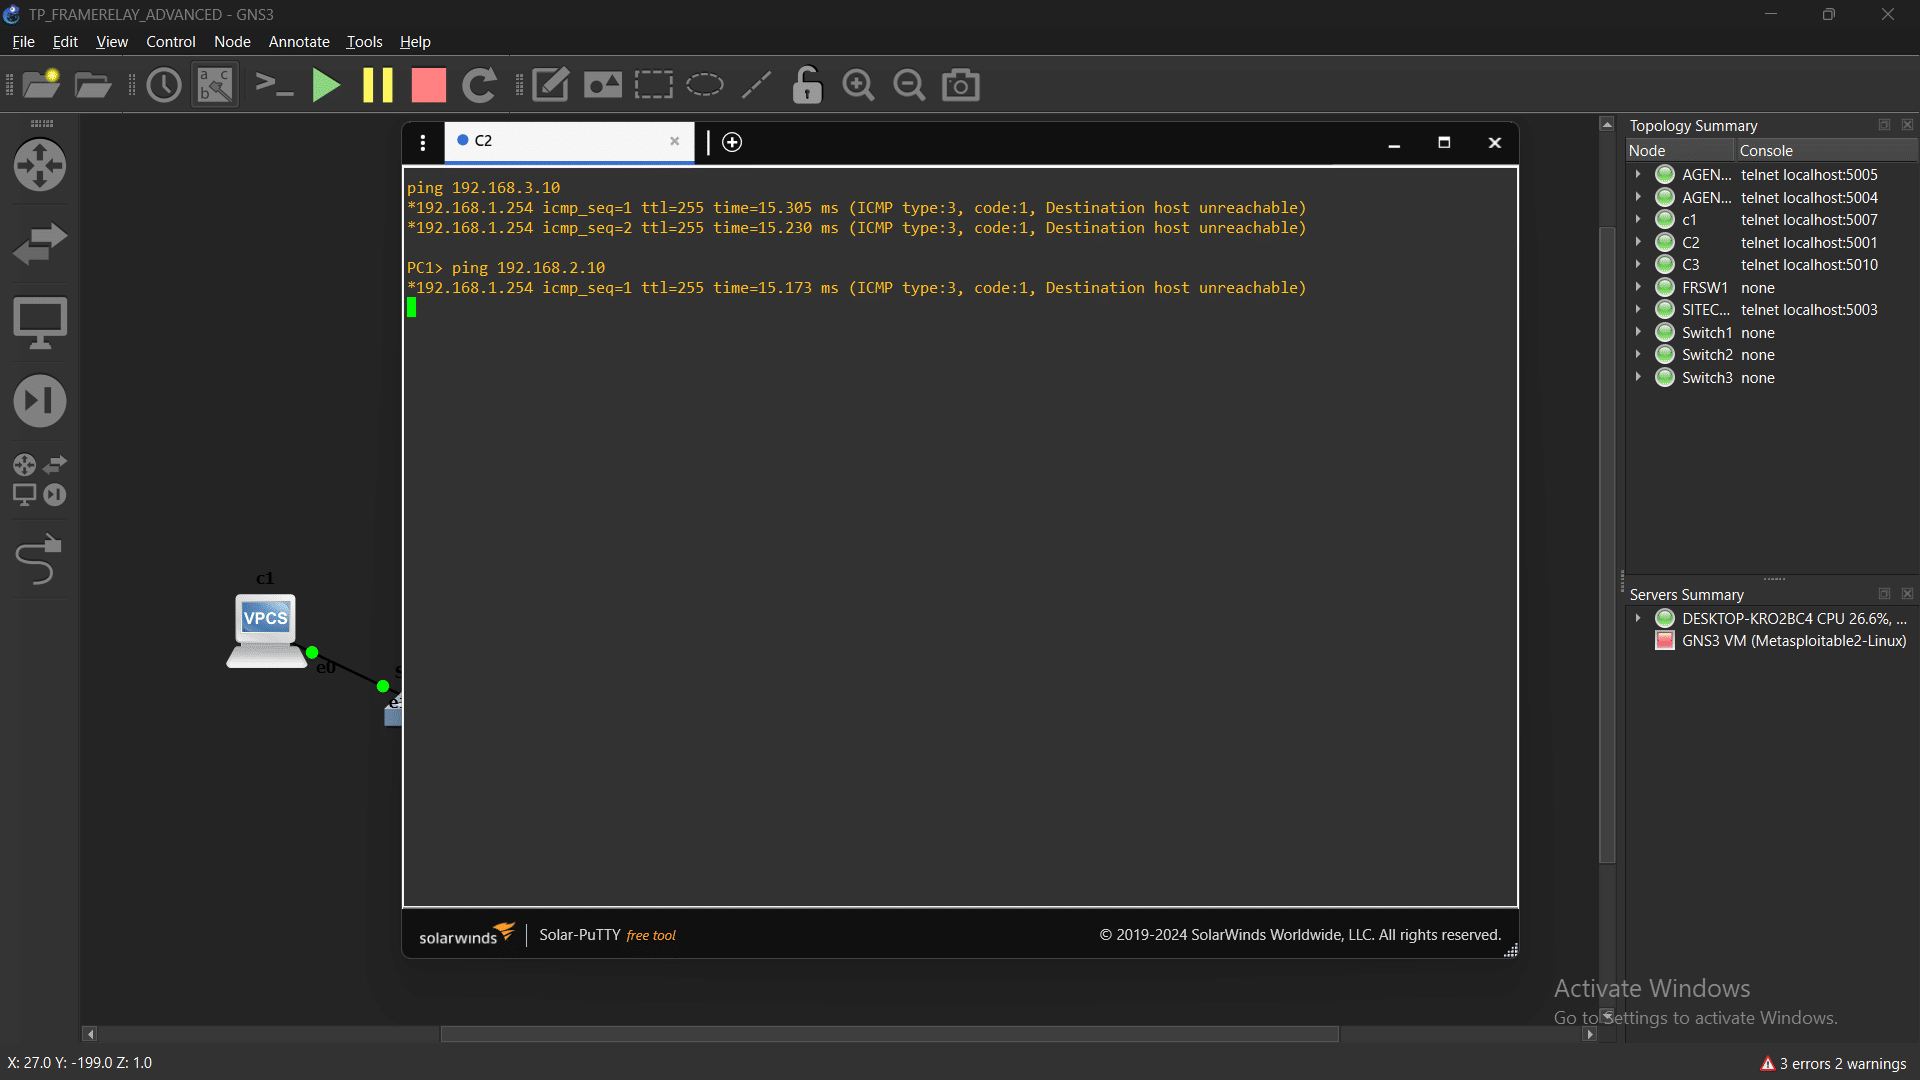 TP_FRAMERELAY_ADVANCED - GNS3
File Edit View Control Node Annotate Tools Help
a c
b
C2
ping 192.168.3.10
*192.168.1.254 icmp_seq=1 ttl=255 time=15.305 ms (ICMP type:3, code:1, Destination host unreachable)
*192.168.1.254 icmp_seq=2 ttl=255 time=15.230 ms (ICMP type:3, code:1, Destination host unreachable)
PC1> ping 192.168.2.10
*192.168.1.254 icmp_seq=1 ttl=255 time=15.173 ms (ICMP type:3, code:1, Destination host unreachable)
solarwinds
Solar-PuTTY free tool
© 2019-2024 SolarWinds Worldwide, LLC. All rights reserved.
c1
VPCS
e0
Topology Summary
Node Console
AGEN... telnet localhost:5005
AGEN... telnet localhost:5004
c1 telnet localhost:5007
C2 telnet localhost:5001
C3 telnet localhost:5010
FRSW1 none
SITEC... telnet localhost:5003
Switch1 none
Switch2 none
Switch3 none
Servers Summary
DESKTOP-KRO2BC4 CPU 26.6%, ...
GNS3 VM (Metasploitable2-Linux)
Activate Windows
Go to Settings to activate Windows.
X: 27.0 Y: -199.0 Z: 1.0
3 errors 2 warnings